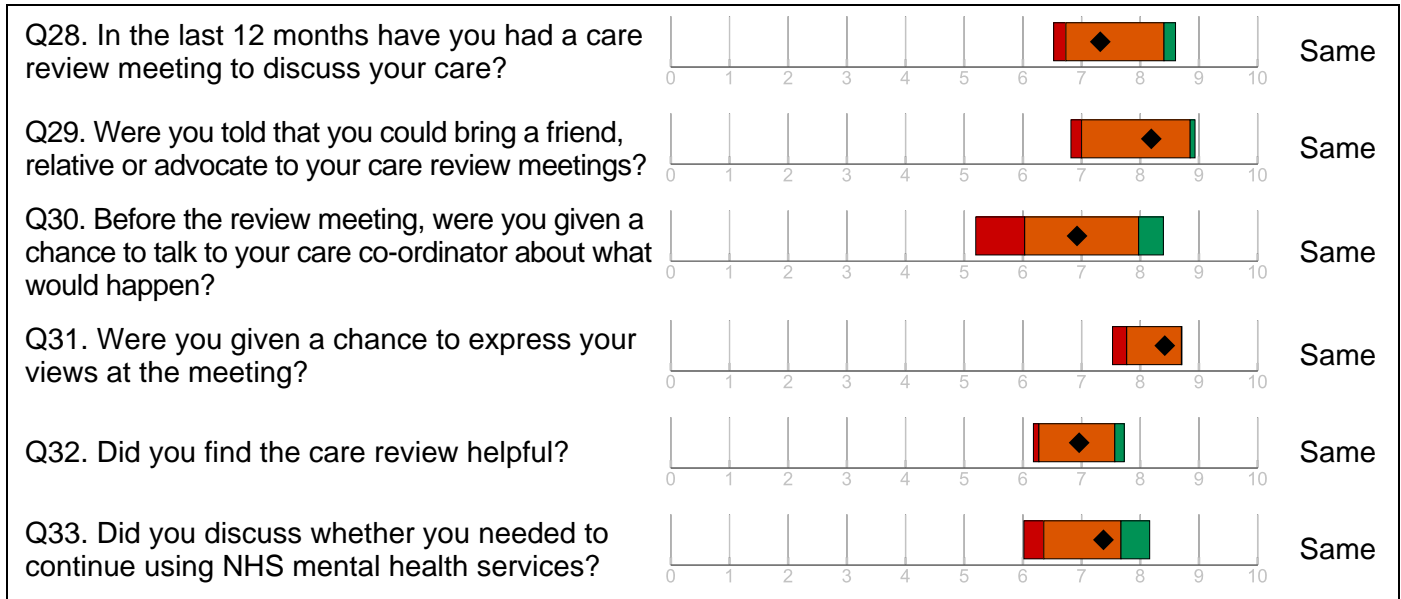 Q28. In the last 12 months have you had a care
review meeting to discuss your care?
0 1 2 3 4 5 6 7 8 9 10
Same
Q29. Were you told that you could bring a friend,
relative or advocate to your care review meetings?
0 1 2 3 4 5 6 7 8 9 10
Same
Q30. Before the review meeting, were you given a
chance to talk to your care co-ordinator about what
would happen?
0 1 2 3 4 5 6 7 8 9 10
Same
Q31. Were you given a chance to express your
views at the meeting?
0 1 2 3 4 5 6 7 8 9 10
Same
Q32. Did you find the care review helpful?
0 1 2 3 4 5 6 7 8 9 10
Same
Q33. Did you discuss whether you needed to
continue using NHS mental health services?
0 1 2 3 4 5 6 7 8 9 10
Same